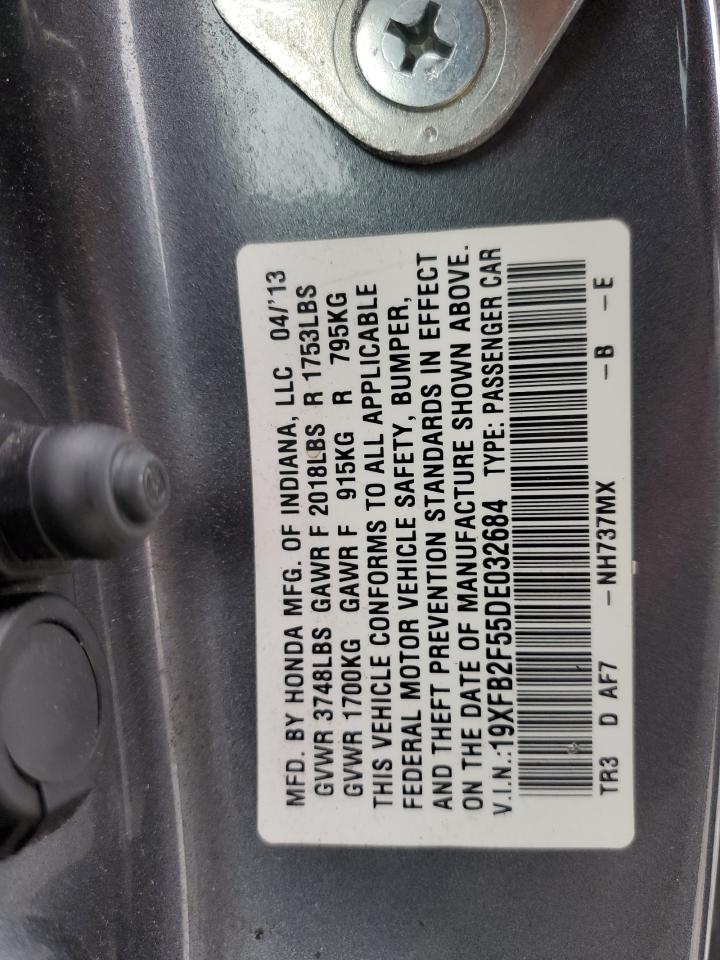 MFD. BY HONDA MFG. OF INDIANA, LLC 04/'13
GVWR 3748LBS GAWR F 2018LBS R 1753LBS
GVWR 1700KG GAWR F 915KG R 795KG
THIS VEHICLE CONFORMS TO ALL APPLICABLE
FEDERAL MOTOR VEHICLE SAFETY, BUMPER,
AND THEFT PREVENTION STANDARDS IN EFFECT
ON THE DATE OF MANUFACTURE SHOWN ABOVE.
V.I.N.:19XFB2F55DE032684 TYPE: PASSENGER CAR
TR3 D AF7 -NH737MX -B -E